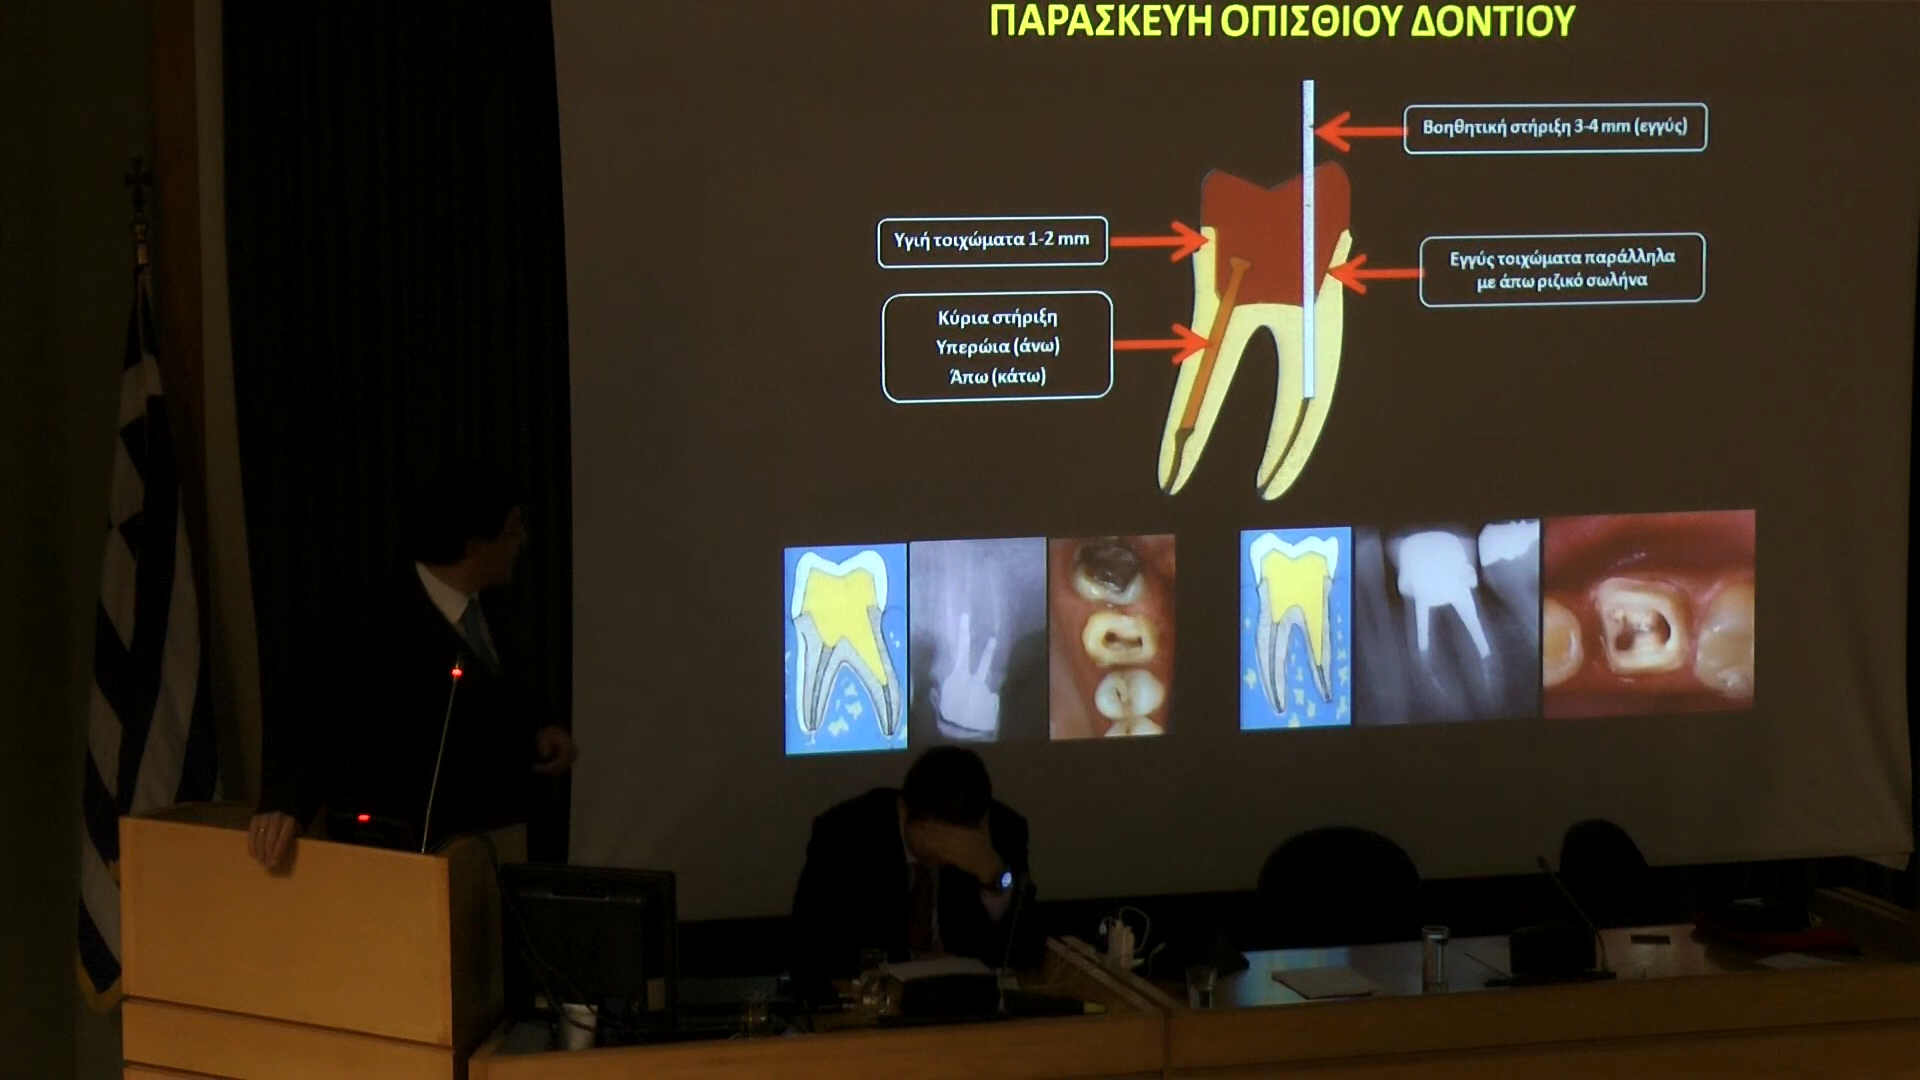 ΠΑΡΑΣΚΕΥΗ ΟΠΙΣΘΙΟΥ ΔΟΝΤΙΟΥ
Βοηθητική στήριξη 3-4 mm (εγγύς)
Υγιή τοιχώματα 1-2 mm
Εγγύς τοιχώματα παράλληλα
με άπω ριζικό σωλήνα
Κύρια στήριξη
Υπερώια (άνω)
Άπω (κάτω)